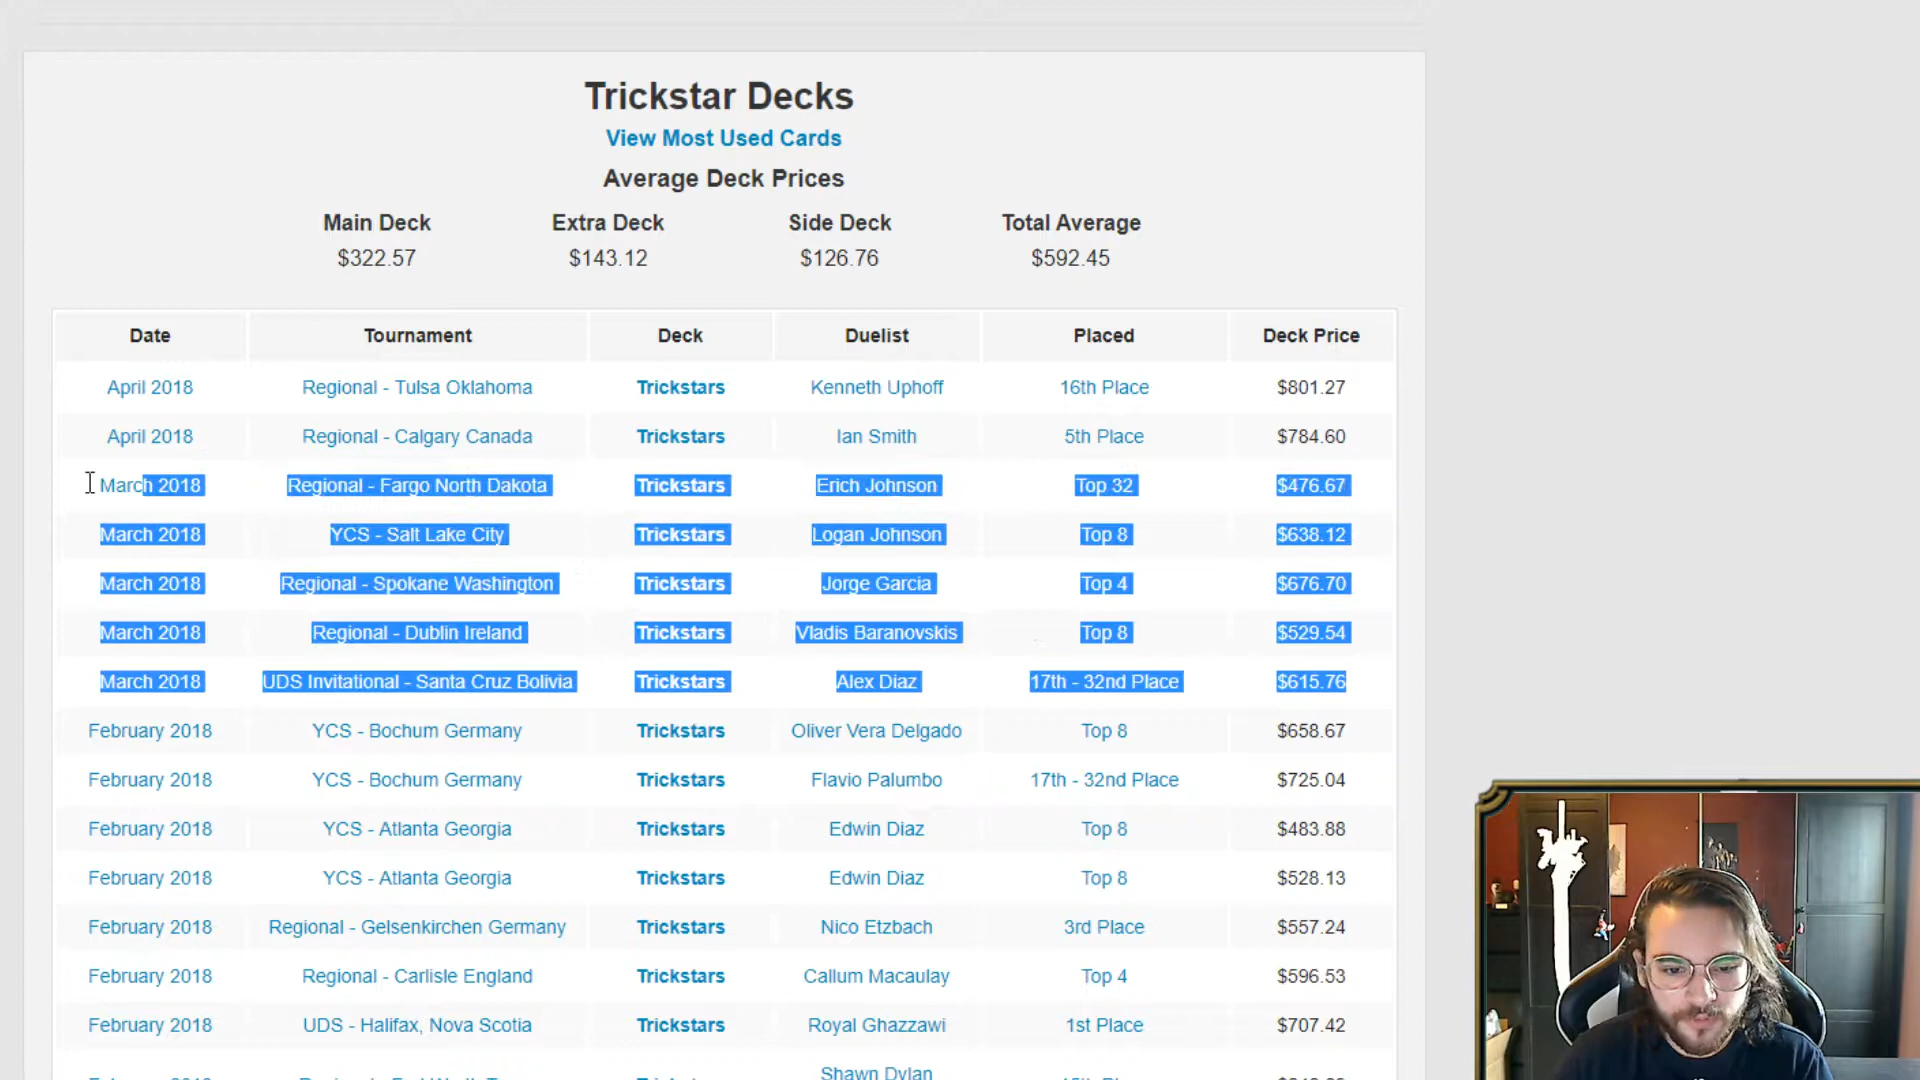 Trickstar Decks
View Most Used Cards
Average Deck Prices
Main Deck Extra Deck Side Deck Total Average
$322.57 $143.12 $126.76 $592.45
Date Tournament Deck Duelist Placed Deck Price
April 2018 Regional - Tulsa Oklahoma Trickstars Kenneth Uphoff 16th Place $801.27
April 2018 Regional - Calgary Canada Trickstars Ian Smith 5th Place $784.60
March 2018 Regional - Fargo North Dakota Trickstars Erich Johnson Top 32 $476.67
March 2018 YCS - Salt Lake City Trickstars Logan Johnson Top 8 $638.12
March 2018 Regional - Spokane Washington Trickstars Jorge Garcia Top 4 $676.70
March 2018 Regional - Dublin Ireland Trickstars Vladis Baranovskis Top 8 $529.54
March 2018 UDS Invitational - Santa Cruz Bolivia Trickstars Alex Diaz 17th - 32nd Place $615.76
February 2018 YCS - Bochum Germany Trickstars Oliver Vera Delgado Top 8 $658.67
February 2018 YCS - Bochum Germany Trickstars Flavio Palumbo 17th - 32nd Place $725.04
February 2018 YCS - Atlanta Georgia Trickstars Edwin Diaz Top 8 $483.88
February 2018 YCS - Atlanta Georgia Trickstars Edwin Diaz Top 8 $528.13
February 2018 Regional - Gelsenkirchen Germany Trickstars Nico Etzbach 3rd Place $557.24
February 2018 Regional - Carlisle England Trickstars Callum Macaulay Top 4 $596.53
February 2018 UDS - Halifax, Nova Scotia Trickstars Royal Ghazzawi 1st Place $707.42
Shawn Dylan